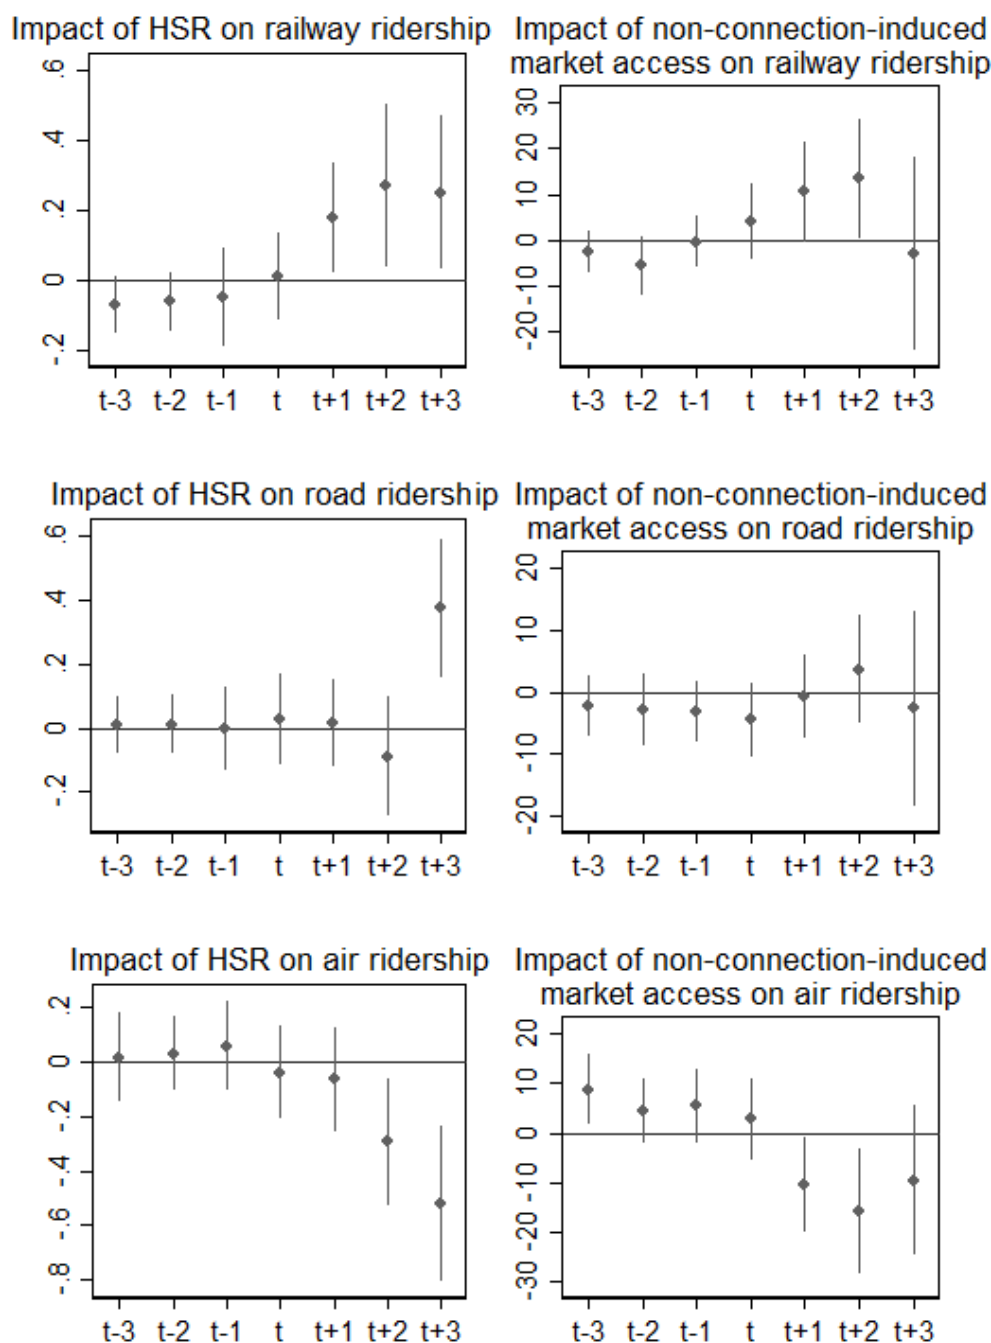 Impact of HSR on railway ridership
.6
.4
.2
0
-.2
t-3 t-2 t-1 t t+1 t+2 t+3
Impact of non-connection-induced
market access on railway ridership
30
20
10
0
-10
-20
t-3 t-2 t-1 t t+1 t+2 t+3
Impact of HSR on road ridership
.6
.4
.2
0
-.2
t-3 t-2 t-1 t t+1 t+2 t+3
Impact of non-connection-induced
market access on road ridership
20
10
0
-10
-20
t-3 t-2 t-1 t t+1 t+2 t+3
Impact of HSR on air ridership
.2
0
-.2
-.4
-.6
-.8
t-3 t-2 t-1 t t+1 t+2 t+3
Impact of non-connection-induced
market access on air ridership
20
10
0
-10
-20
-30
t-3 t-2 t-1 t t+1 t+2 t+3